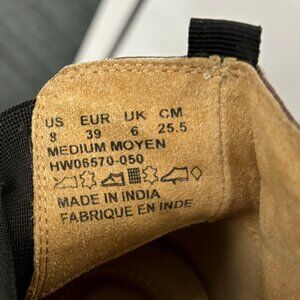 US EUR UK CM
8 39 6 25.5
MEDIUM MOYEN
HW06570-050
MADE IN INDIA
FABRIQUE EN INDE